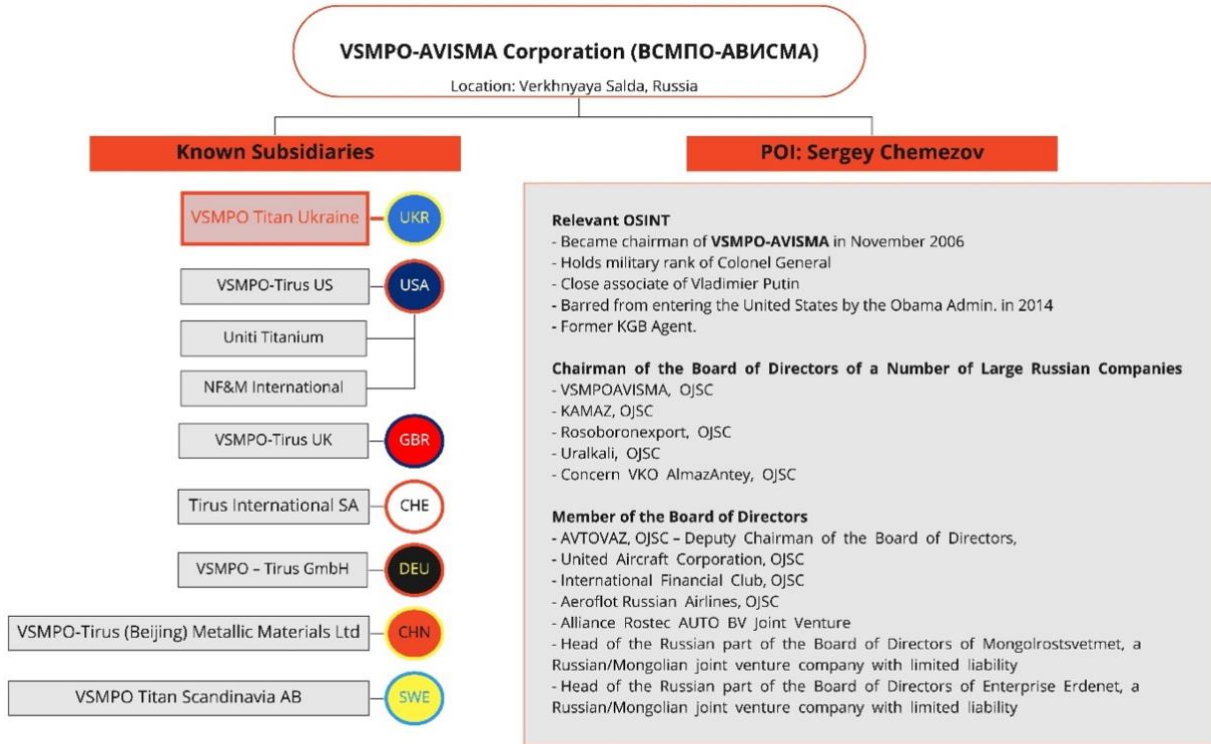 VSMPO-AVISMA Corporation (ВСМПО-АВИСМА)
Location: Verkhnyaya Salda, Russia
Known Subsidiaries
VSMPO Titan Ukraine
UKR
VSMPO-Tirus US
USA
Uniti Titanium
NF&M International
VSMPO-Tirus UK
GBR
Tirus International SA
CHE
VSMPO – Tirus GmbH
DEU
VSMPO-Tirus (Beijing) Metallic Materials Ltd
CHN
VSMPO Titan Scandinavia AB
SWE
POI: Sergey Chemezov
Relevant OSINT
- Became chairman of VSMPO-AVISMA in November 2006
- Holds military rank of Colonel General
- Close associate of Vladimier Putin
- Barred from entering the United States by the Obama Admin. in 2014
- Former KGB Agent.
Chairman of the Board of Directors of a Number of Large Russian Companies
- VSMPOAVISMA, OJSC
- KAMAZ, OJSC
- Rosoboronexport, OJSC
- Uralkali, OJSC
- Concern VKO AlmazAntey, OJSC
Member of the Board of Directors
- AVTOVAZ, OJSC – Deputy Chairman of the Board of Directors,
- United Aircraft Corporation, OJSC
- International Financial Club, OJSC
- Aeroflot Russian Airlines, OJSC
- Alliance Rostec AUTO BV Joint Venture
- Head of the Russian part of the Board of Directors of Mongolrostsvetmet, a
Russian/Mongolian joint venture company with limited liability
- Head of the Russian part of the Board of Directors of Enterprise Erdenet, a
Russian/Mongolian joint venture company with limited liability